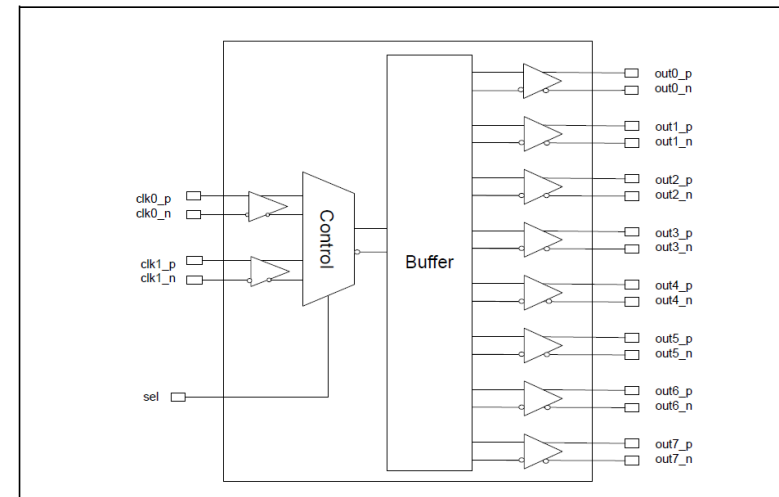 out0_p
out0_n
out1_p
out1_n
out2_p
out2_n
clk0_p
clk0_n
Control
out3_p
out3_n
clk1_p
clk1_n
Buffer
out4_p
out4_n
out5_p
out5_n
sel
out6_p
out6_n
out7_p
out7_n